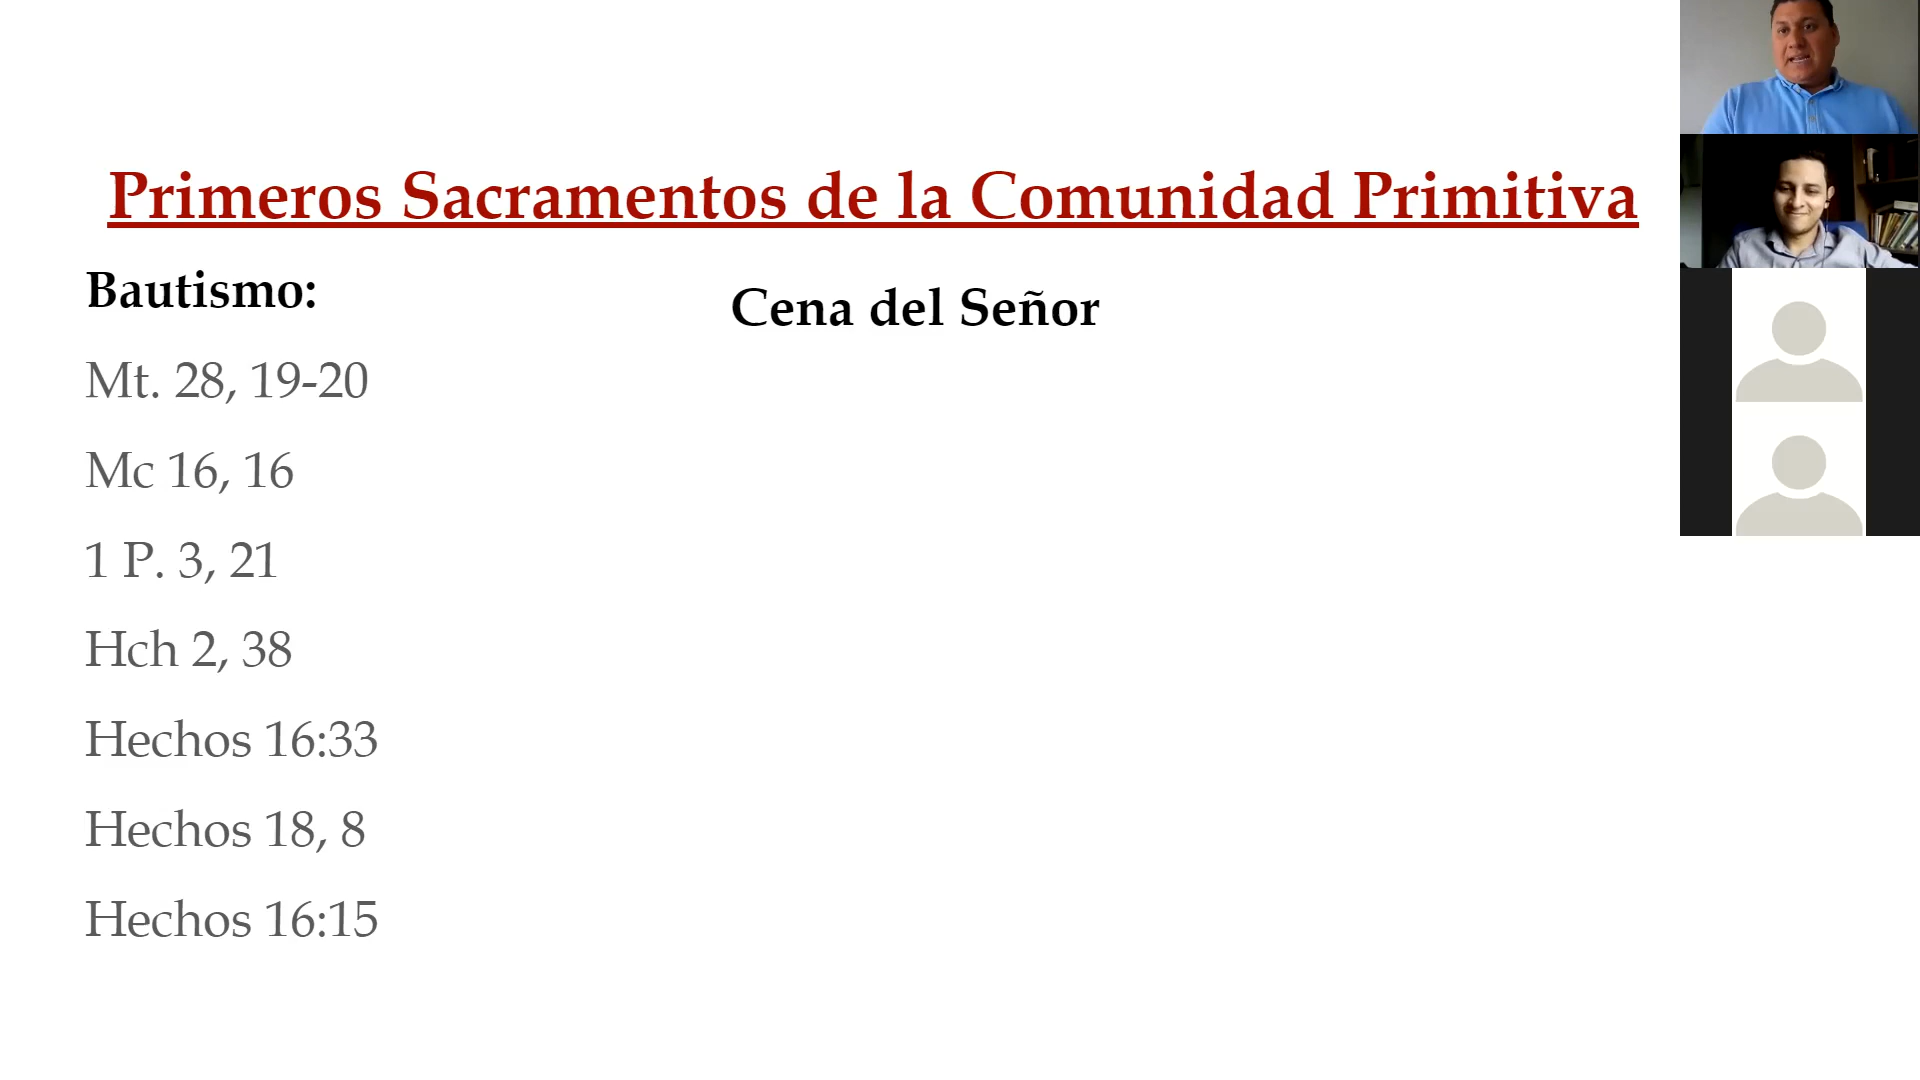 Primeros Sacramentos de la Comunidad Primitiva
Bautismo:
Mt. 28, 19-20
Mc 16, 16
1 P. 3, 21
Hch 2, 38
Hechos 16:33
Hechos 18, 8
Hechos 16:15
Cena del Señor